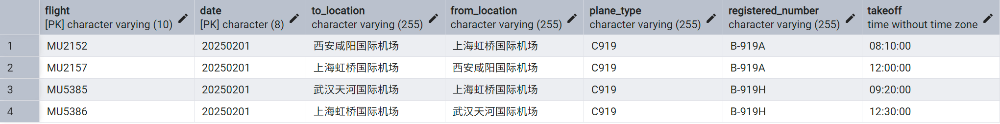 flight date to_location from_location plane_type registered_number takeoff
[PK] character varying (10) [PK] character (8) character varying (255) character varying (255) character varying (255) character varying (255) time without time zone
1 MU2152 20250201 西安咸阳国际机场 上海虹桥国际机场 C919 B-919A 08:10:00
2 MU2157 20250201 上海虹桥国际机场 西安咸阳国际机场 C919 B-919A 12:00:00
3 MU5385 20250201 武汉天河国际机场 上海虹桥国际机场 C919 B-919H 09:20:00
4 MU5386 20250201 上海虹桥国际机场 武汉天河国际机场 C919 B-919H 12:30:00